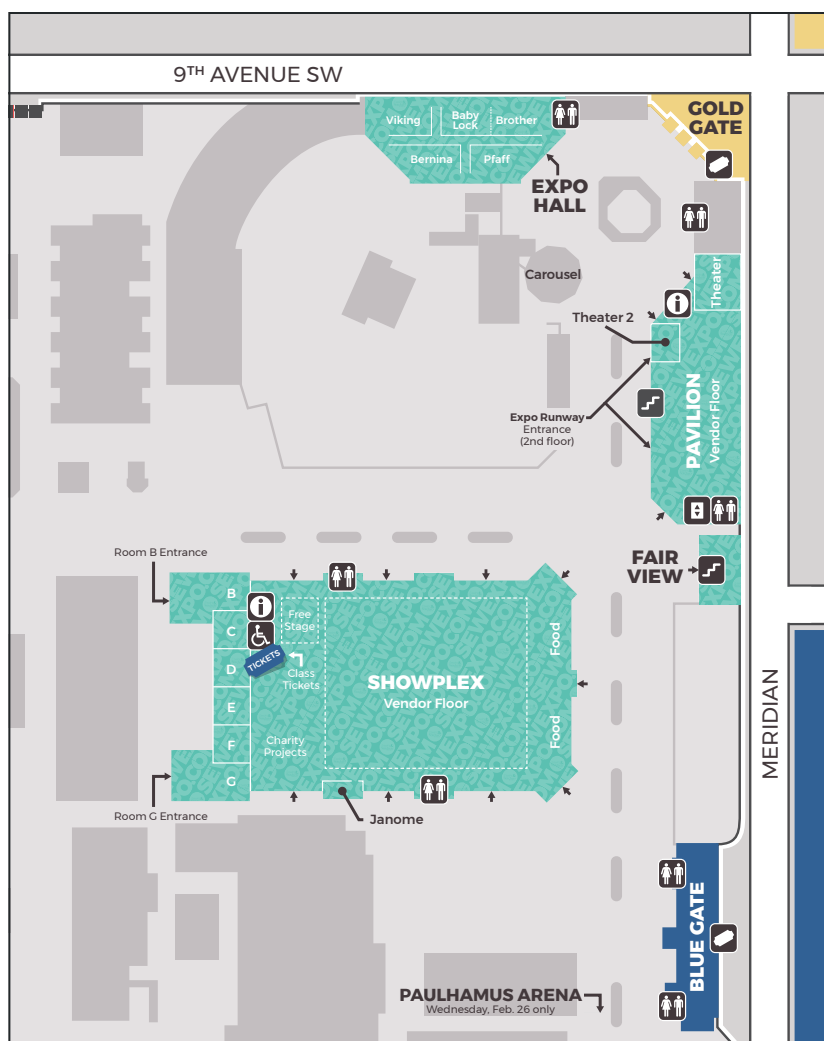 9TH AVENUE SW
GOLD
GATE
Viking
Baby
Lock
Brother
Bernina
Pfaff
EXPO
HALL
Carousel
Theater
Theater 2
PAVILION
Vendor Floor
Expo Runway
Entrance
(2nd floor)
FAIR
VIEW
Room B Entrance
B
C
D
E
F
G
Free
Stage
TICKETS
Class
Tickets
SHOWPLEX
Vendor Floor
Food
Food
Charity
Projects
Room G Entrance
Janome
MERIDIAN
BLUE GATE
PAULHAMUS ARENA
Wednesday, Feb. 26 only